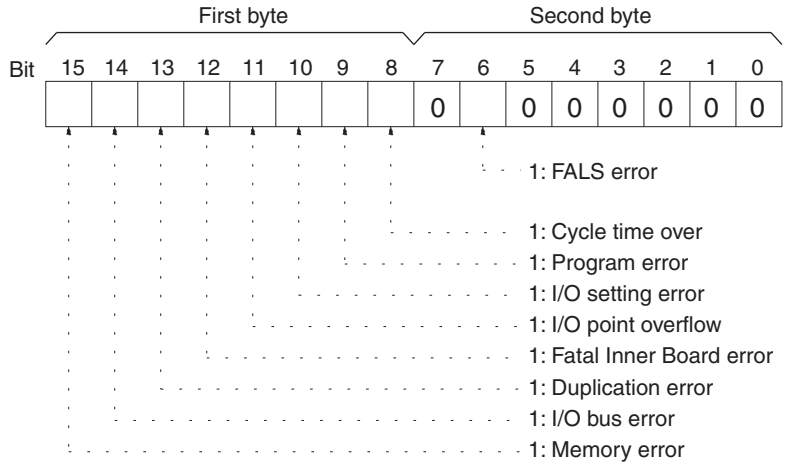 First byte Second byte
Bit 15 14 13 12 11 10 9 8 7 6 5 4 3 2 1 0
0 0 0 0 0 0 0
1: FALS error
1: Cycle time over
1: Program error
1: I/O setting error
1: I/O point overflow
1: Fatal Inner Board error
1: Duplication error
1: I/O bus error
1: Memory error